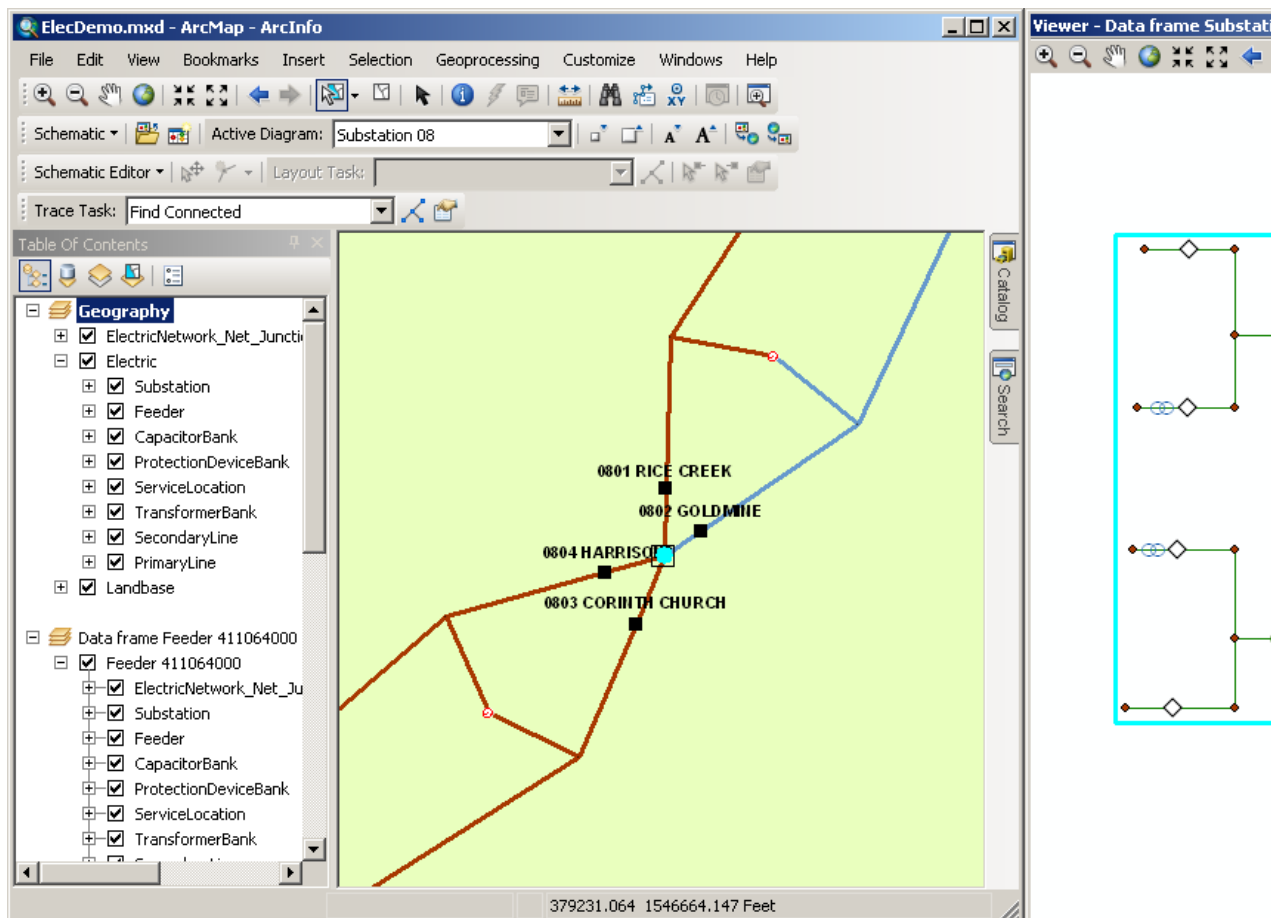 ElecDemo.mxd - ArcMap - ArcInfo
File Edit View Bookmarks Insert Selection Geoprocessing Customize Windows Help
XY
Schematic Active Diagram: Substation 08 A A
Schematic Editor Layout Task:
Trace Task: Find Connected
Table Of Contents
Geography
ElectricNetwork_Net_Juncti
Electric
Substation
Feeder
CapacitorBank
ProtectionDeviceBank
ServiceLocation
TransformerBank
SecondaryLine
PrimaryLine
Landbase
Data frame Feeder 411064000
Feeder 411064000
ElectricNetwork_Net_Ju
Substation
Feeder
CapacitorBank
ProtectionDeviceBank
ServiceLocation
TransformerBank
0801 RICE CREEK
0802 GOLDMINE
0804 HARRISO
0803 CORINTH CHURCH
Catalog
Search
379231.064 1546664.147 Feet
Viewer - Data frame Substati